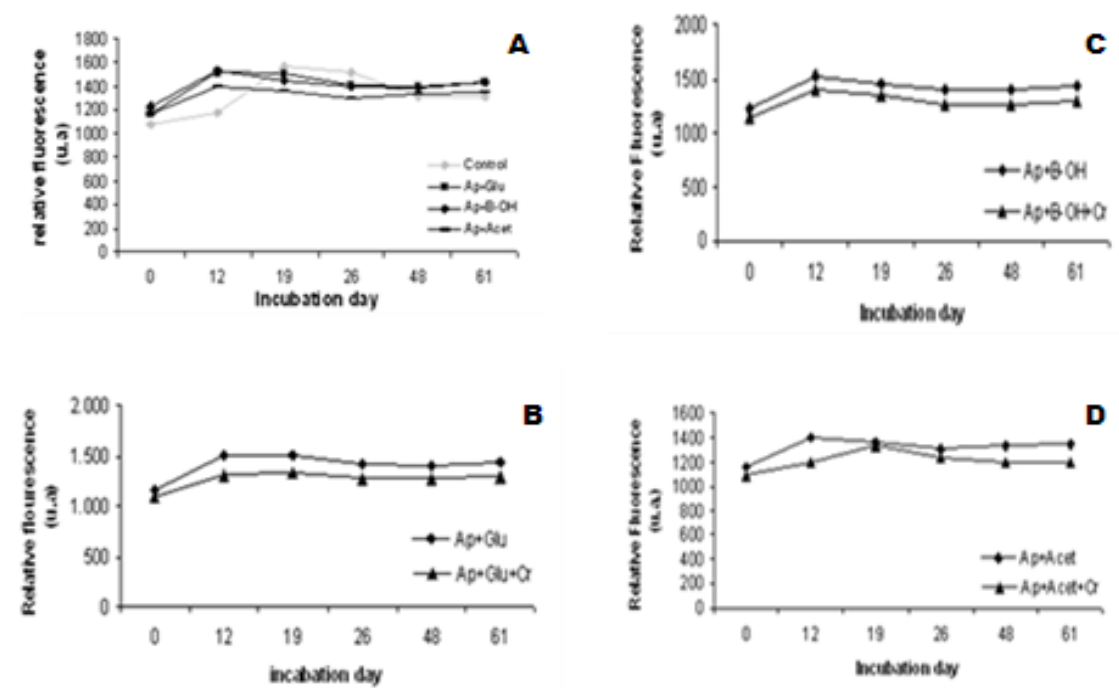 A
relative fluorescence
(u.a)
1800
1600
1400
1200
1000
800
600
400
200
0
Control
Ap+Glu
Ap+B-OH
Ap+Acet
0 12 19 26 48 61
Incubation day
C
Relative Fluorescence
(u.a)
2000
1500
1000
500
0
Ap+B-OH
Ap+B-OH+Cr
0 12 19 26 48 61
Incubation day
B
Relative flourescence
(u.a)
2.000
1.500
1.000
500
0
Ap+Glu
Ap+Glu+Cr
0 12 19 26 48 61
incabation day
D
Relative Fluorescence
(u.a.)
1600
1400
1200
1000
800
600
400
200
0
Ap+Acet
Ap+Acet+Cr
0 12 19 26 48 61
Incubation day